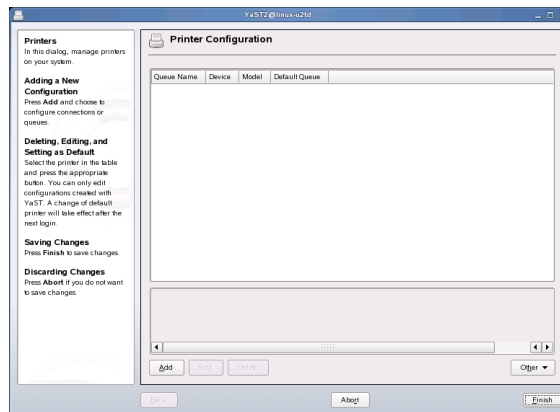 YaST2@linux-u2td
Printers
In this dialog, manage printers
on your system.
Adding a New
Configuration
Press Add and choose to
configure connections or
queues.
Deleting, Editing, and
Setting as Default
Select the printer in the table
and press the appropriate
button. You can only edit
configurations created with
YaST. A change of default
printer will take effect after the
next login.
Saving Changes
Press Finish to save changes.
Discarding Changes
Press Abort if you do not want
to save changes.
Printer Configuration
Queue Name Device Model Default Queue
Add Edit Delete Other
Back Abort Finish